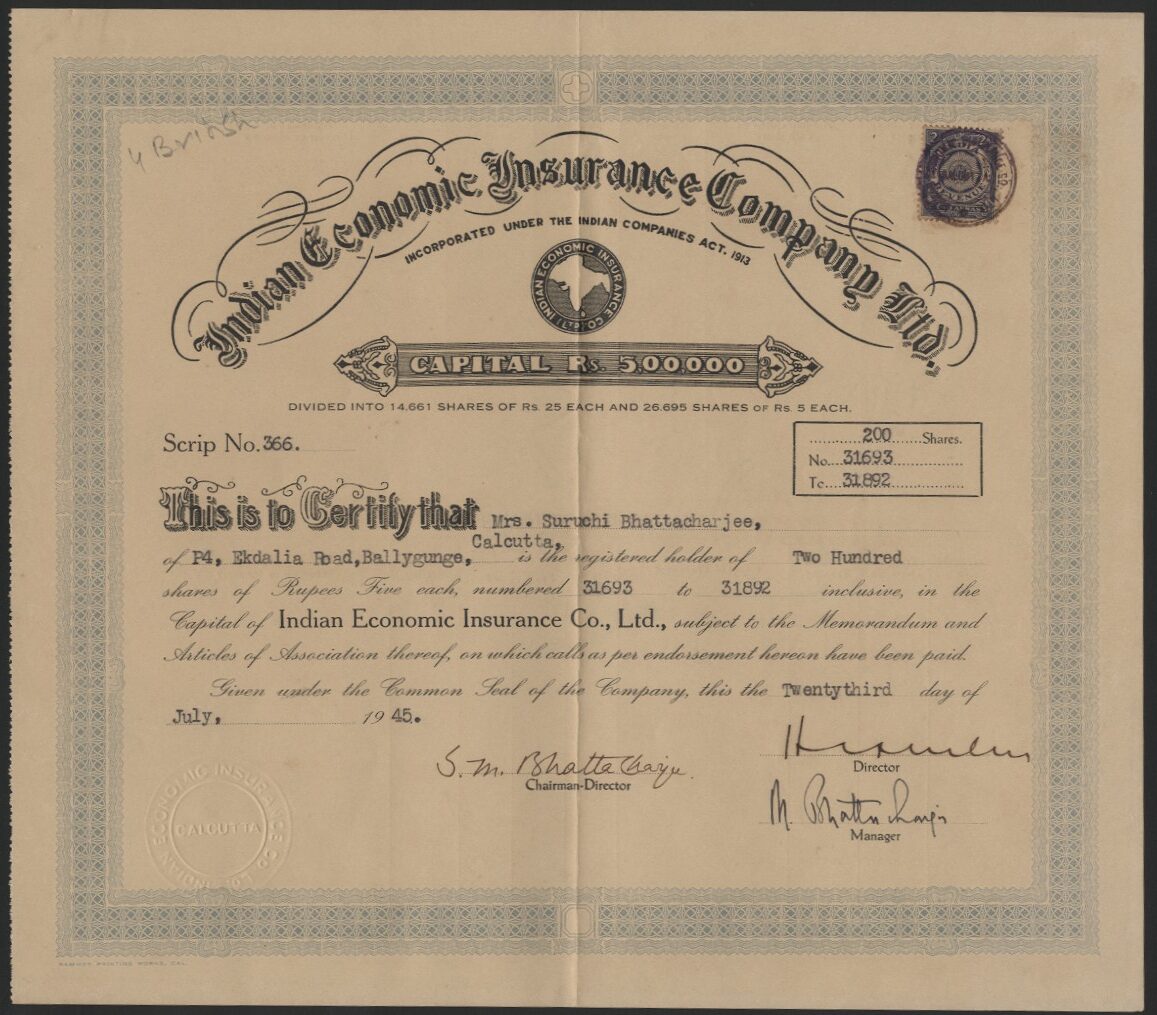 4 British
Indian Economic Insurance Company Ltd.
INCORPORATED UNDER THE INDIAN COMPANIES ACT. 1913
INDIAN ECONOMIC INSURANCE CO. LTD.
CAPITAL Rs. 5,00,000
DIVIDED INTO 14,661 SHARES OF Rs. 25 EACH AND 26,695 SHARES OF Rs. 5 EACH.
Scrip No. 366.
200 Shares.
No. 31693
To 31892
This is to Certify that Mrs. Suruchi Bhattacharjee,
Calcutta,
of P4, Ekdalia Road, Ballygunge, is the registered holder of Two Hundred
shares of Rupees Five each, numbered 31693 to 31892 inclusive, in the
Capital of Indian Economic Insurance Co., Ltd., subject to the Memorandum and
Articles of Association thereof, on which calls as per endorsement hereon have been paid.
Given under the Common Seal of the Company, this the Twentythird day of
July, 1945.
S. M. Bhattacharjee
Chairman-Director
Director
M. Bhattacharji
Manager
INDIAN ECONOMIC INSURANCE CO. LTD.
CALCUTTA
PRINTING WORKS, CAL.